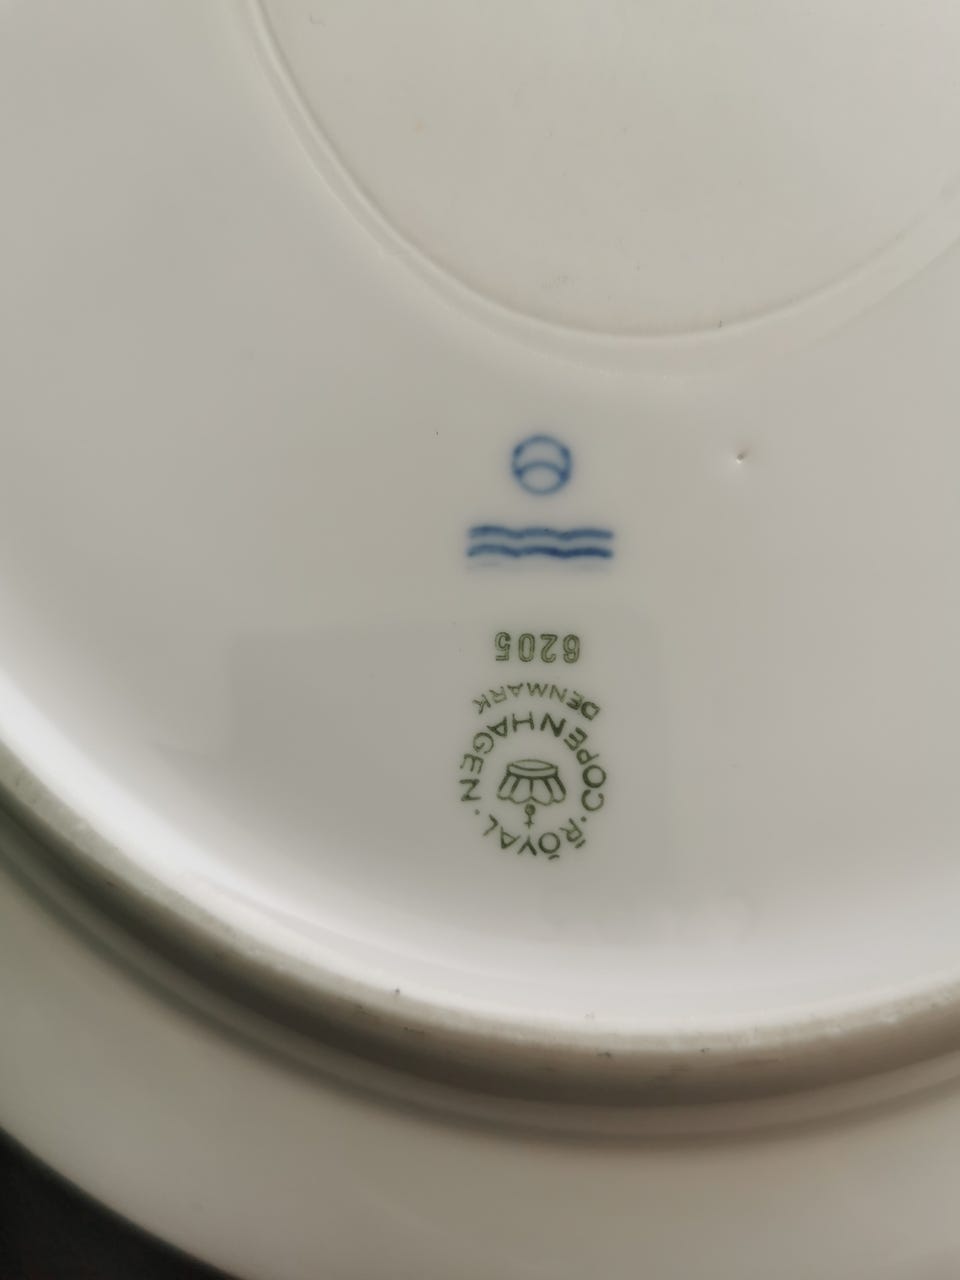 ROYAL · COPENHAGEN ·
DENMARK
6205